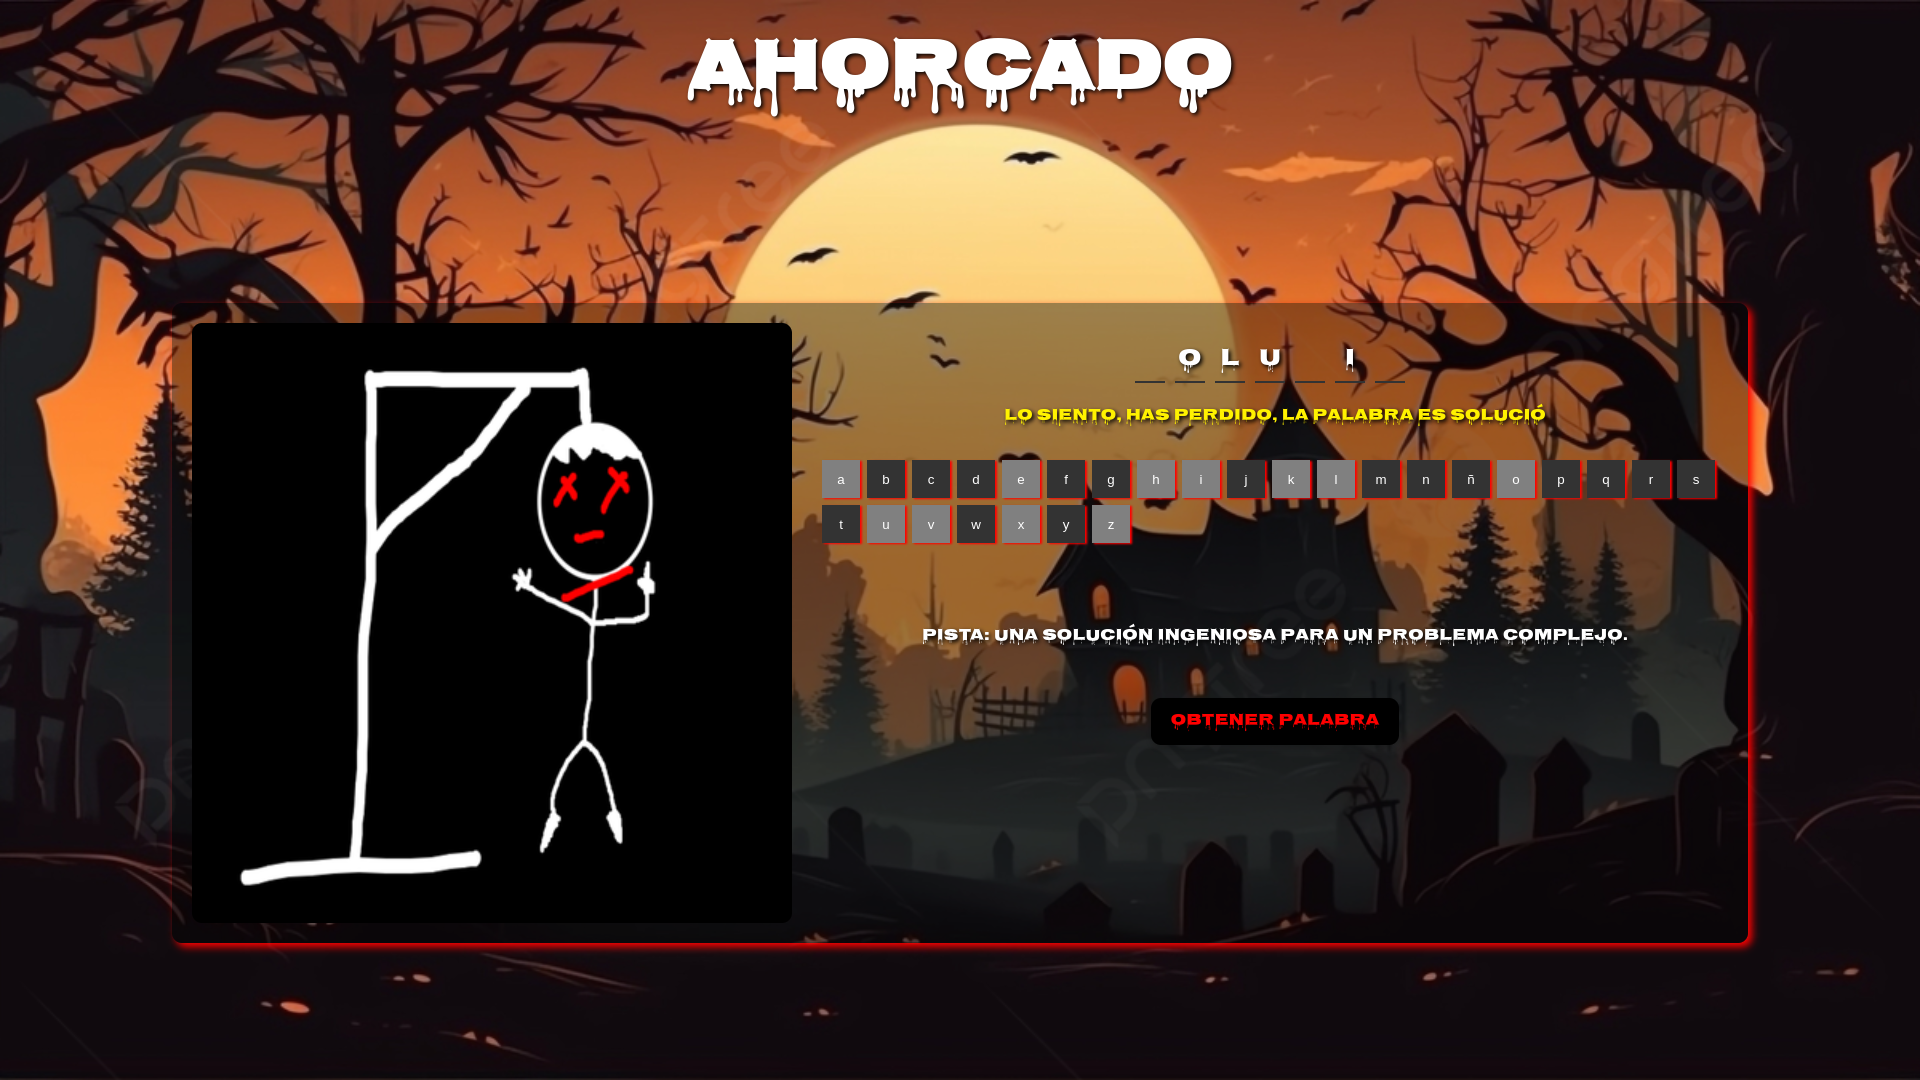 AHORCADO
O L U I
LO SIENTO, HAS PERDIDO, LA PALABRA ES SOLUCIÓ
a b c d e f g h i j k l m n ñ o p q r s
t u v w x y z
PISTA: UNA SOLUCIÓN INGENIOSA PARA UN PROBLEMA COMPLEJO.
OBTENER PALABRA